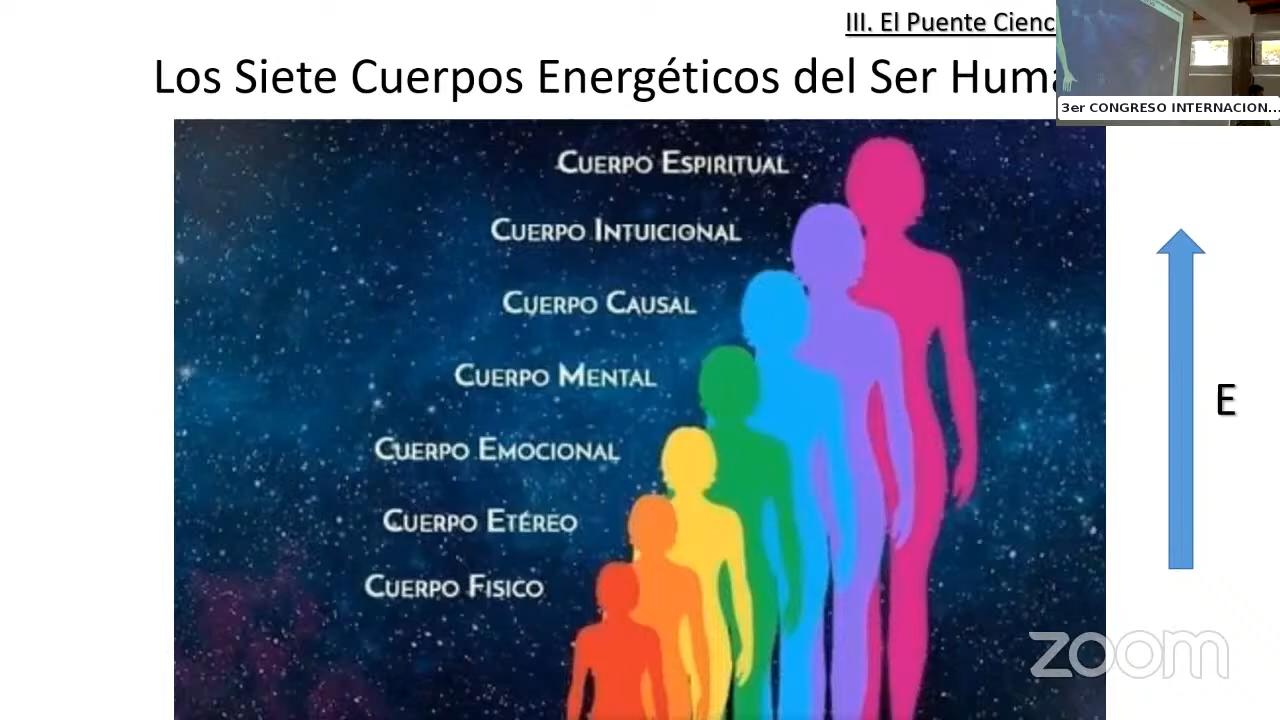 III. El Puente Cienc
Los Siete Cuerpos Energéticos del Ser Huma
3er CONGRESO INTERNACION...
CUERPO ESPIRITUAL
CUERPO INTUICIONAL
CUERPO CAUSAL
CUERPO MENTAL
E
CUERPO EMOCIONAL
CUERPO ETÉREO
CUERPO FISICO
zoom